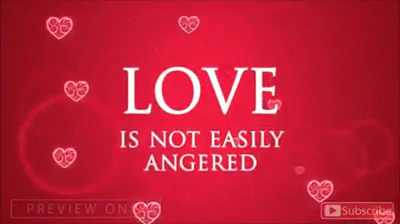 LOVE
IS NOT EASILY
ANGERED
PREVIEW ON
Subscribe